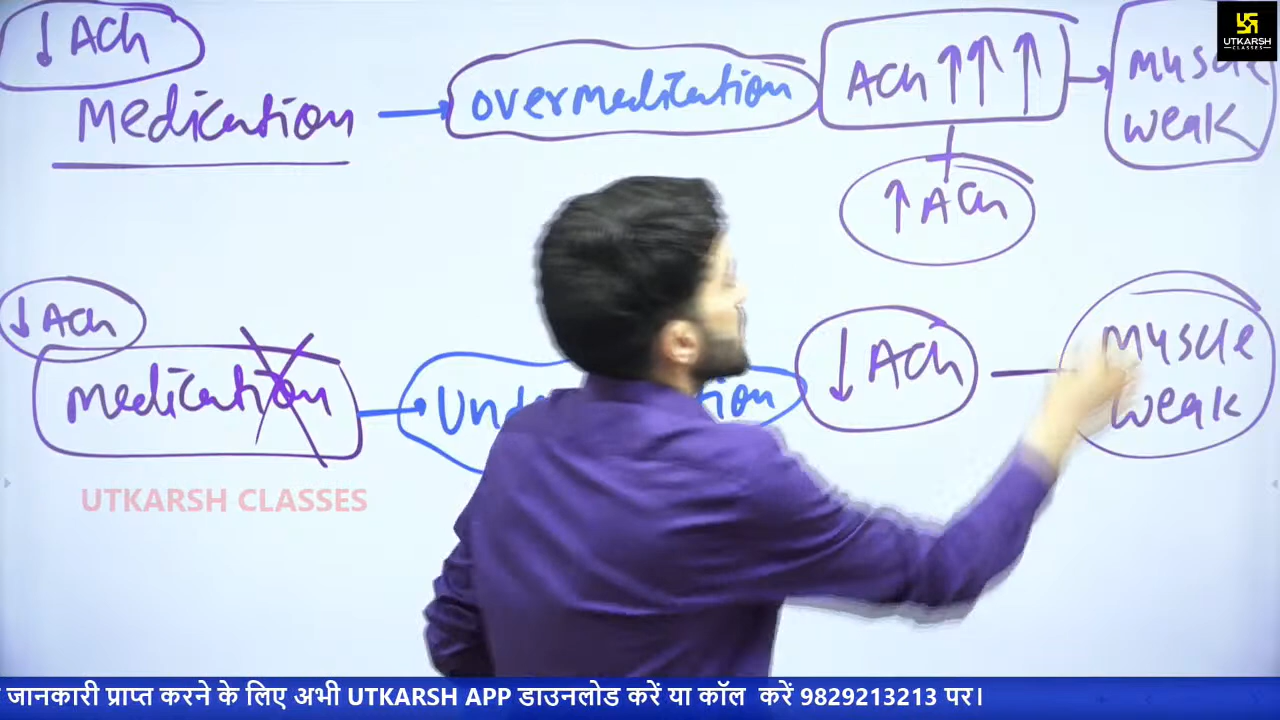 ↓ ACh
Medication → overmedication ACh ↑↑↑ → Muscle weak
↑ ACh
↓ ACh
medication → ↓ ACh — Muscle weak
UTKARSH CLASSES
UTKARSH CLASSES
जानकारी प्राप्त करने के लिए अभी UTKARSH APP डाउनलोड करें या कॉल करें 9829213213 पर।